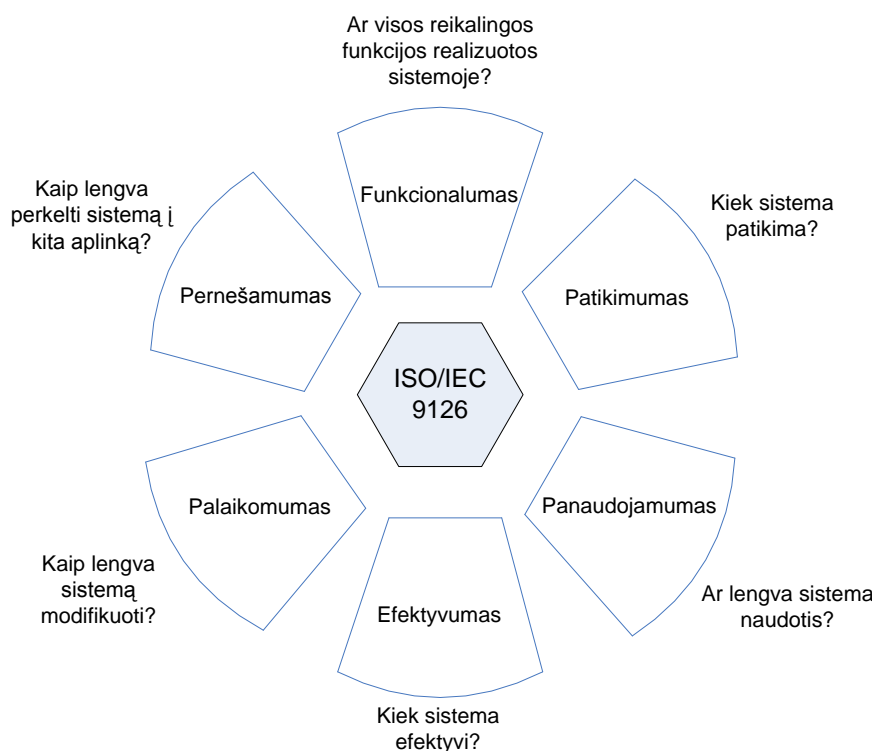 Ar visos reikalingos
funkcijos realizuotos
sistemoje?
Funkcionalumas
Kiek sistema
patikima?
Patikimumas
Panaudojamumas
Ar lengva sistema
naudotis?
Efektyvumas
Kiek sistema
efektyvi?
Palaikomumas
Kaip lengva
sistemą
modifikuoti?
Pernešamumas
Kaip lengva
perkelti sistemą į
kita aplinką?
ISO/IEC
9126